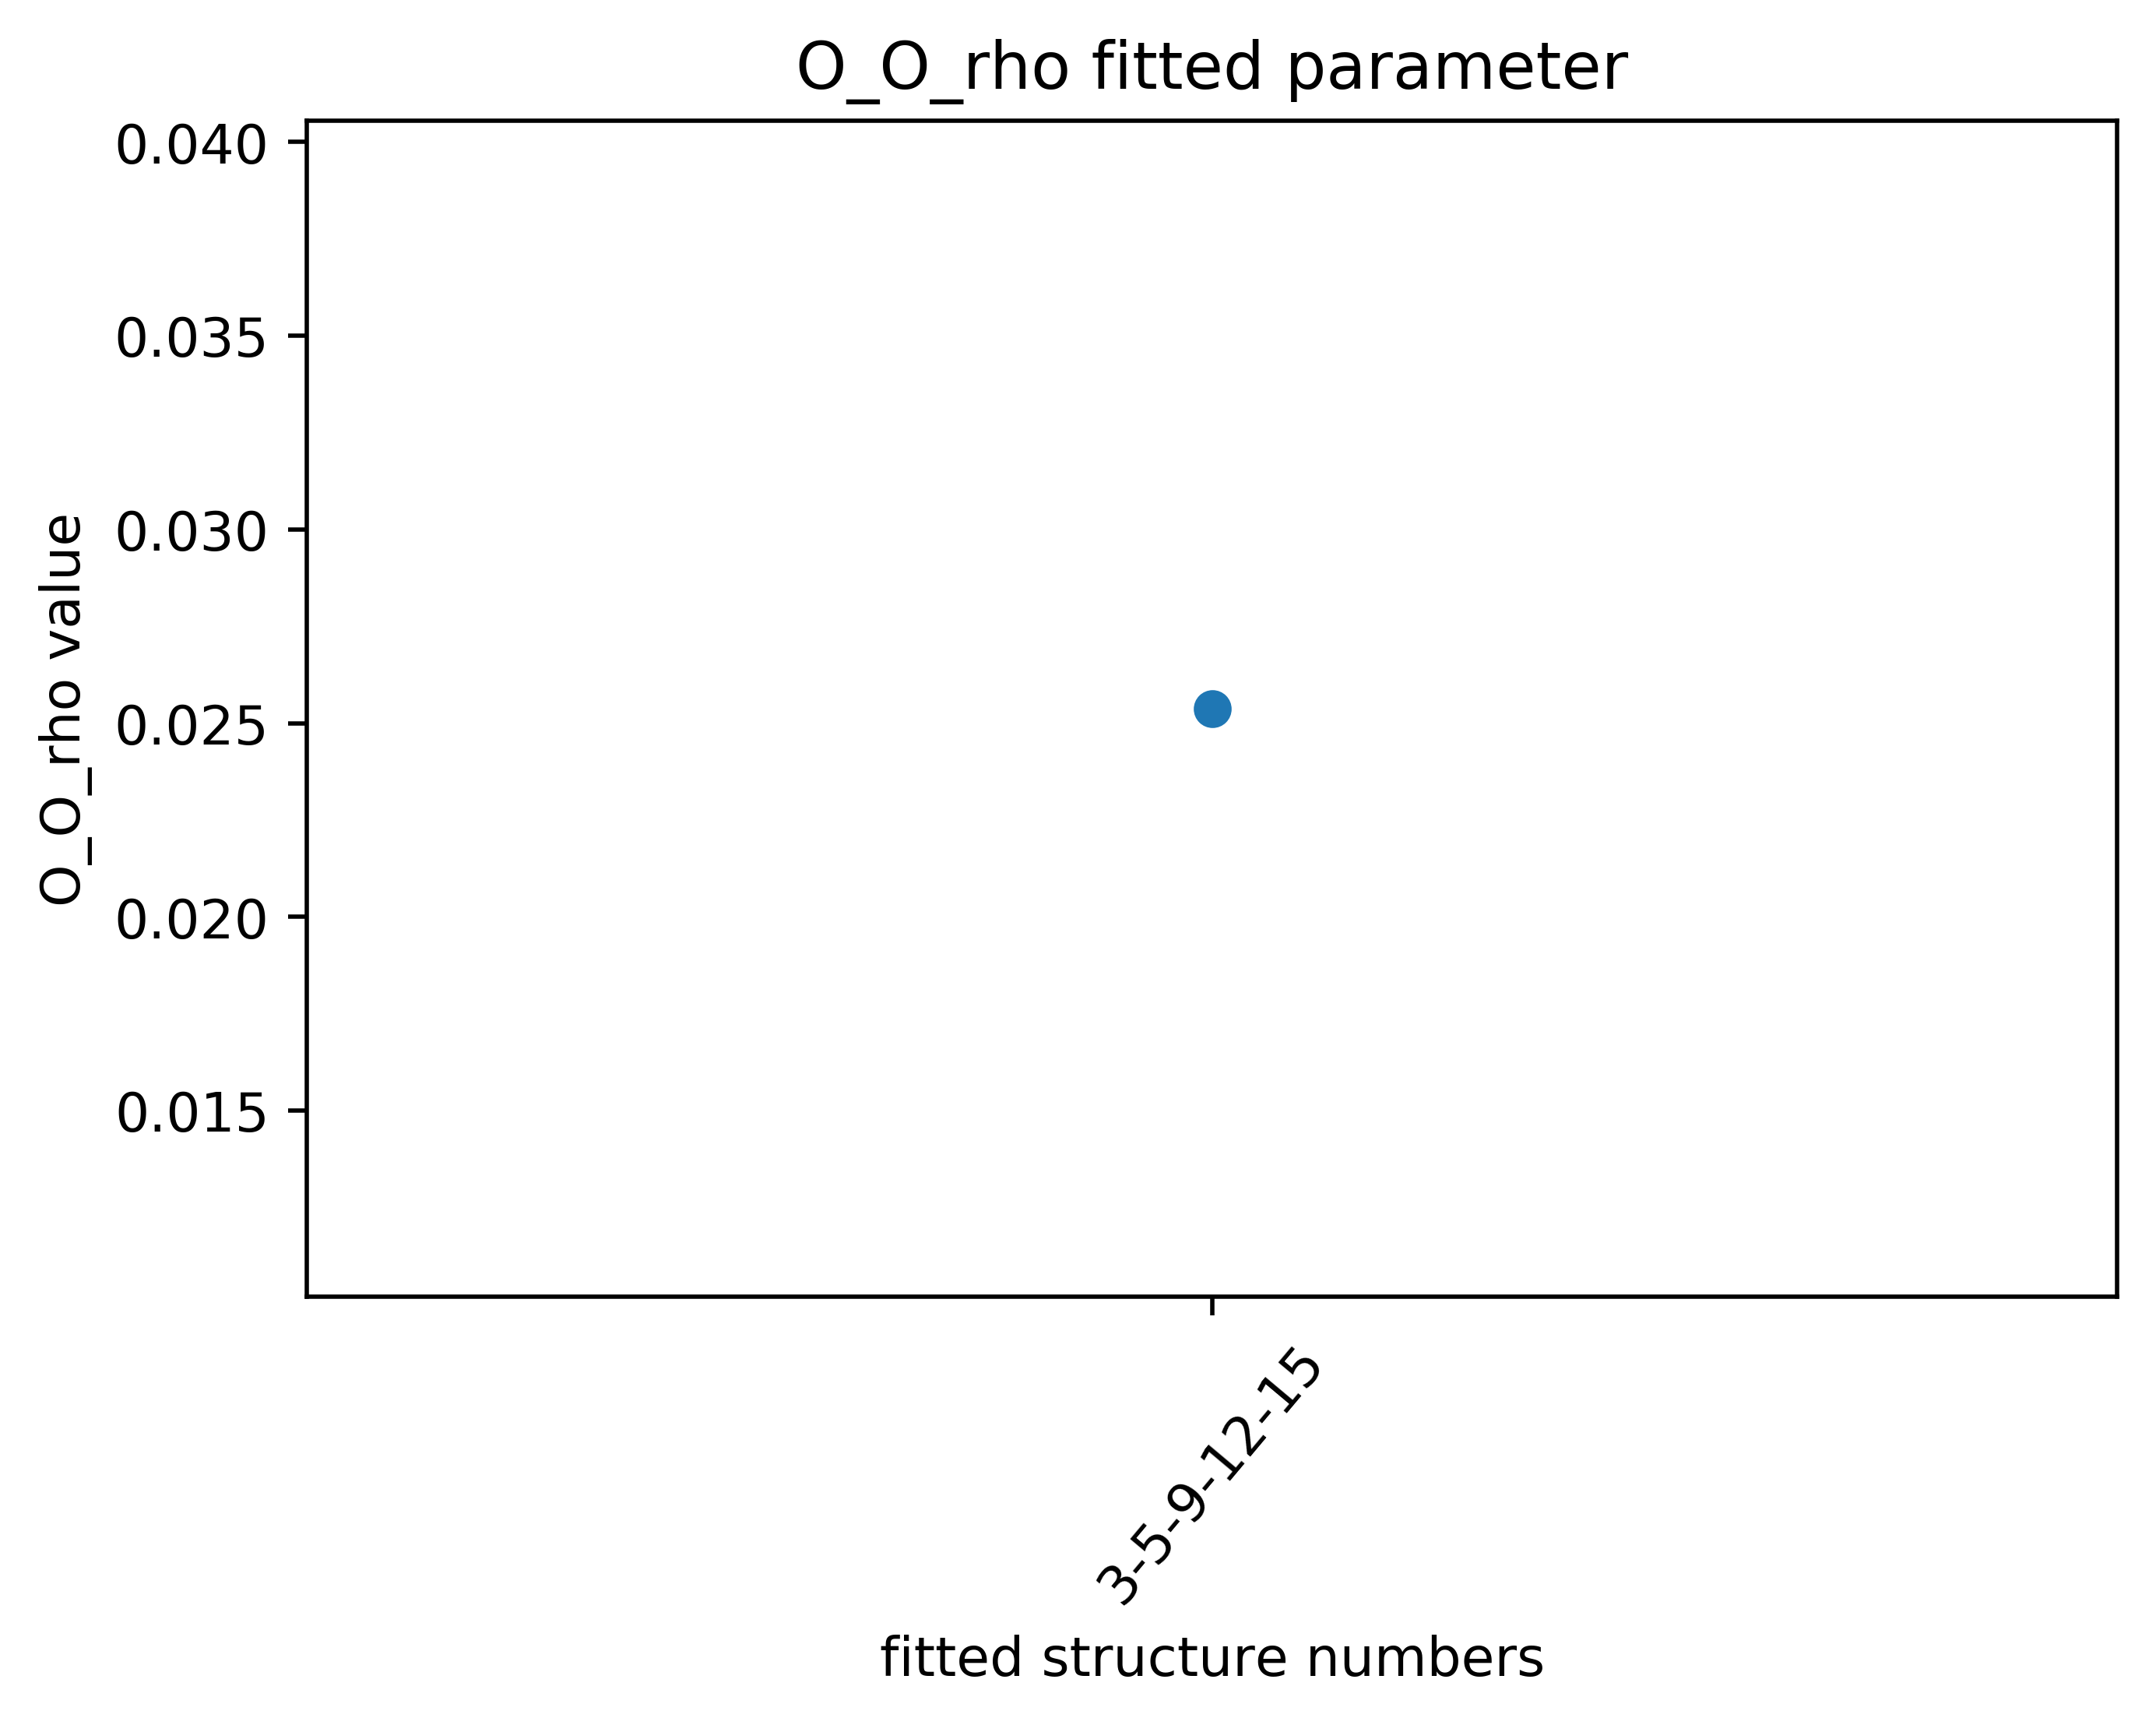 O_O_rho fitted parameter
O_O_rho value
0.040
0.035
0.030
0.025
0.020
0.015
3-5-9-12-15
fitted structure numbers